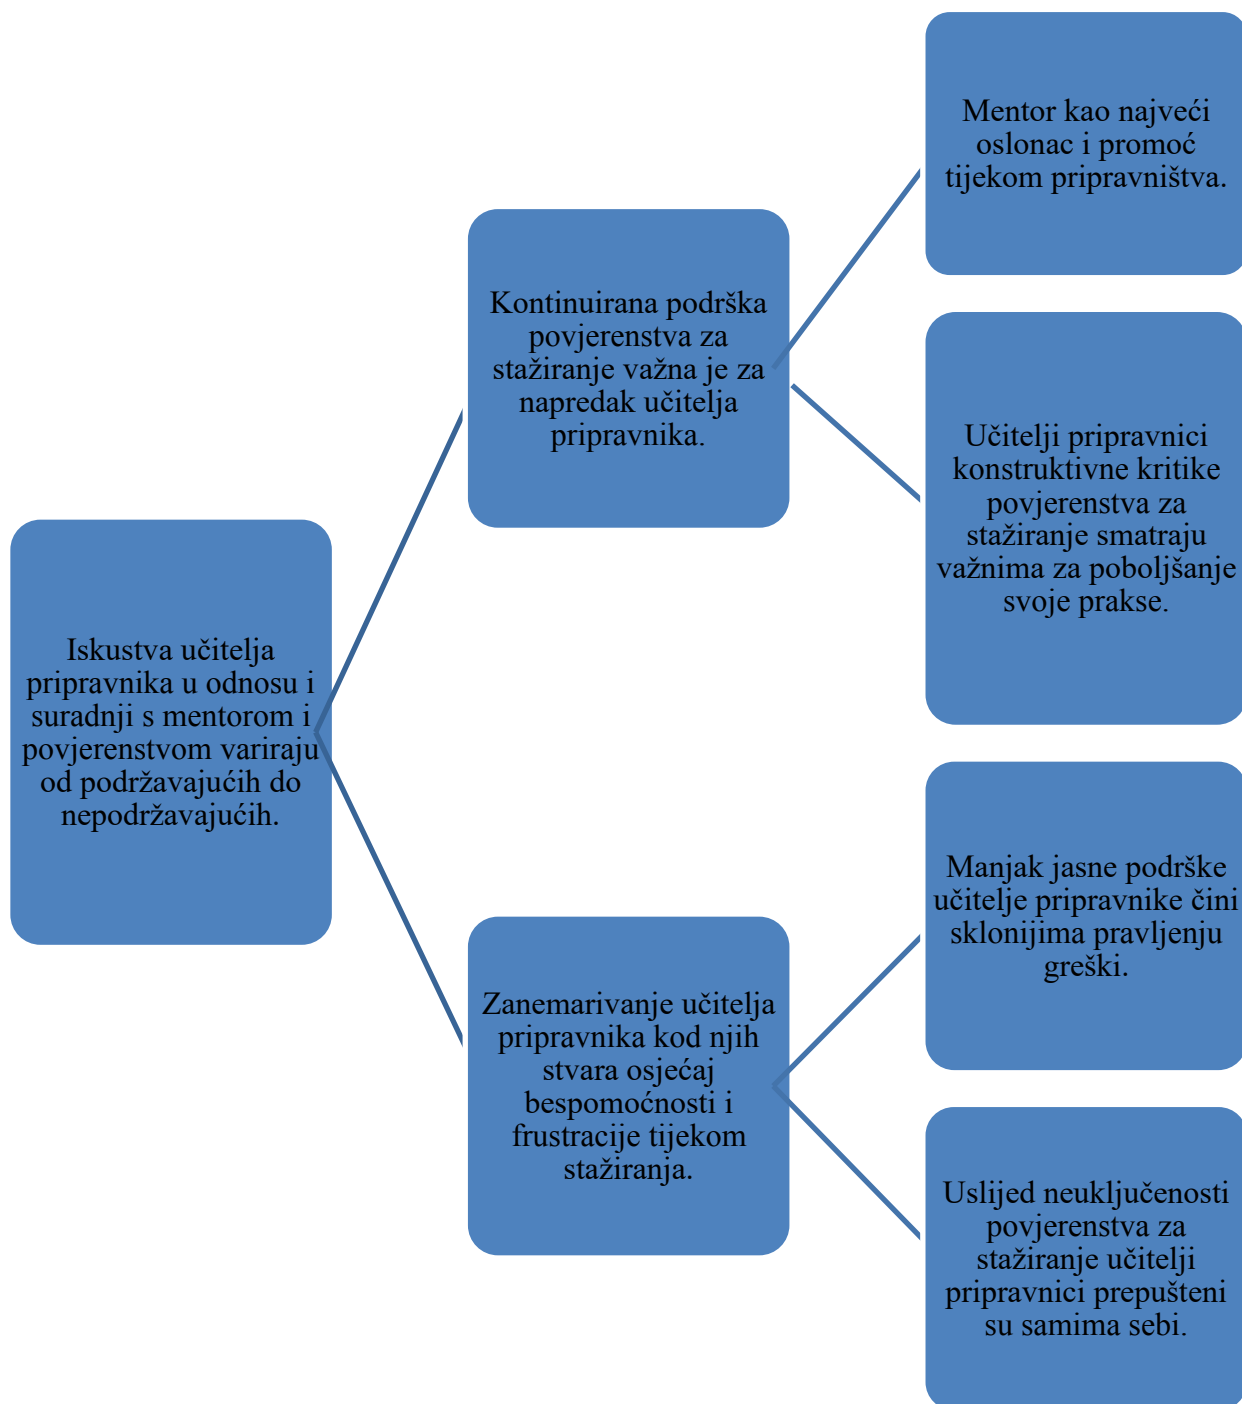 Iskustva učitelja
pripravnika u odnosu i
suradnji s mentorom i
povjerenstvom variraju
od podržavajućih do
nepodržavajućih.
Kontinuirana podrška
povjerenstva za
stažiranje važna je za
napredak učitelja
pripravnika.
Mentor kao najveći
oslonac i promoć
tijekom pripravništva.
Učitelji pripravnici
konstruktivne kritike
povjerenstva za
stažiranje smatraju
važnima za poboljšanje
svoje prakse.
Zanemarivanje učitelja
pripravnika kod njih
stvara osjećaj
bespomoćnosti i
frustracije tijekom
stažiranja.
Manjak jasne podrške
učitelje pripravnike čini
sklonijima pravljenju
greški.
Uslijed neuključenosti
povjerenstva za
stažiranje učitelji
pripravnici prepušteni
su samima sebi.